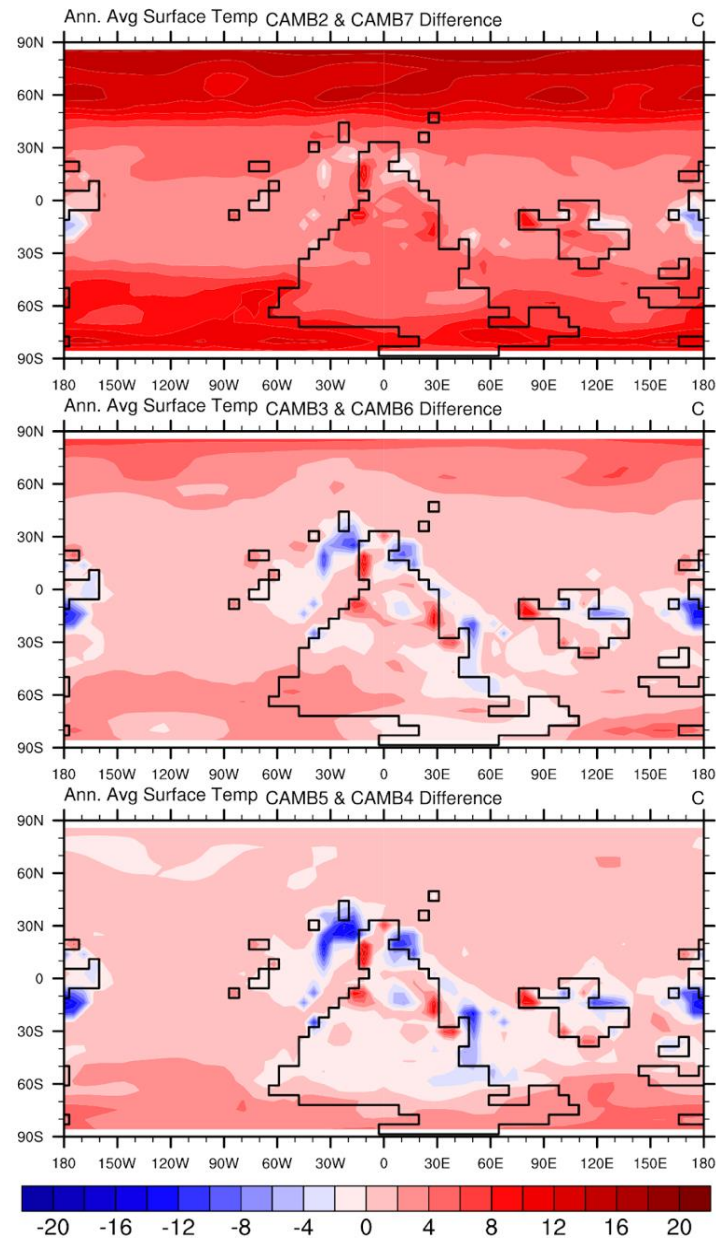 Ann. Avg Surface Temp CAMB2 & CAMB7 Difference C
90N
60N
30N
0
30S
60S
90S
180 150W 120W 90W 60W 30W 0 30E 60E 90E 120E 150E 180
Ann. Avg Surface Temp CAMB3 & CAMB6 Difference C
90N
60N
30N
0
30S
60S
90S
180 150W 120W 90W 60W 30W 0 30E 60E 90E 120E 150E 180
Ann. Avg Surface Temp CAMB5 & CAMB4 Difference C
90N
60N
30N
0
30S
60S
90S
180 150W 120W 90W 60W 30W 0 30E 60E 90E 120E 150E 180
-20 -16 -12 -8 -4 0 4 8 12 16 20